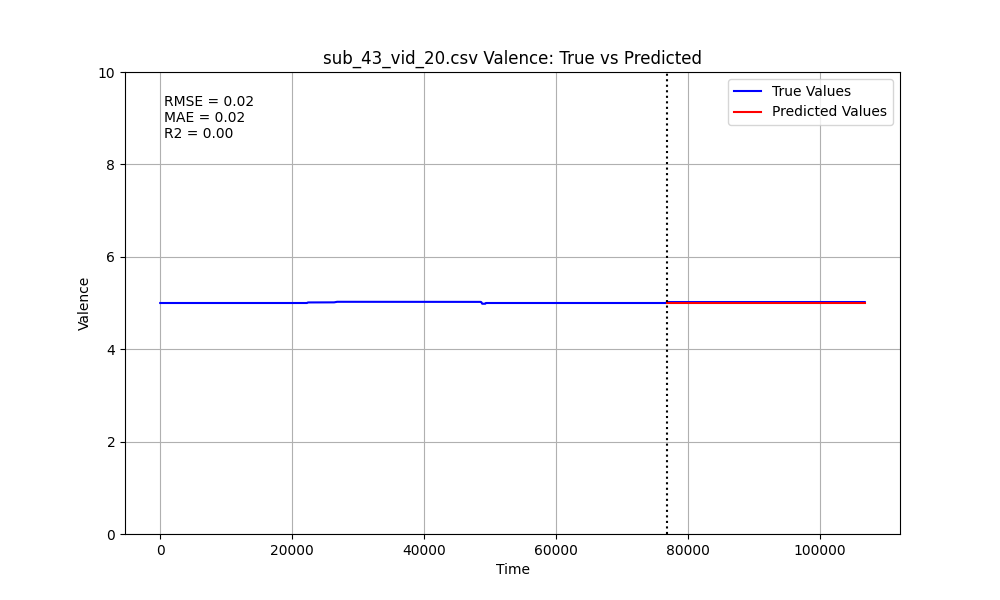 sub_43_vid_20.csv Valence: True vs Predicted
RMSE = 0.02
MAE = 0.02
R2 = 0.00
True Values
Predicted Values
10
8
6
4
2
0
Valence
0 20000 40000 60000 80000 100000
Time